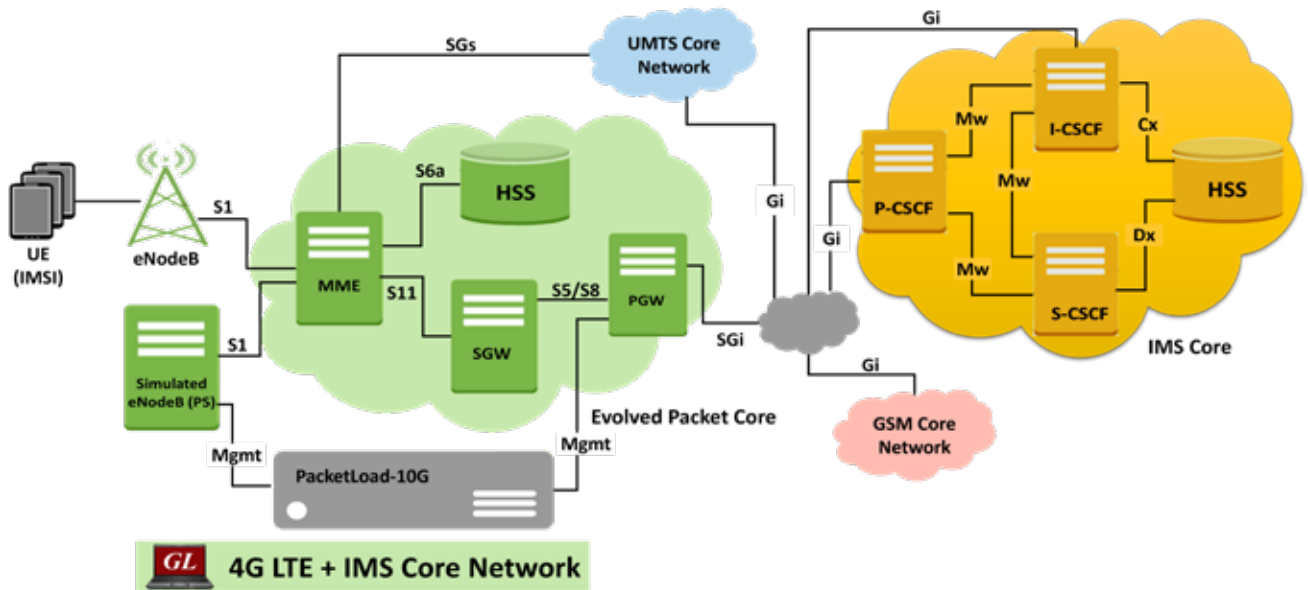 Gi
SGs
UMTS Core
Network
I-CSCF
Mw
Cx
S6a
HSS
P-CSCF
Mw
HSS
UE
(IMSI)
S1
eNodeB
Gi
Gi
Dx
Mw
MME
S11
S5/S8
PGW
S-CSCF
SGi
S1
SGW
IMS Core
Simulated
eNodeB (PS)
Gi
Evolved Packet Core
GSM Core
Network
Mgmt
Mgmt
PacketLoad-10G
GL
4G LTE + IMS Core Network